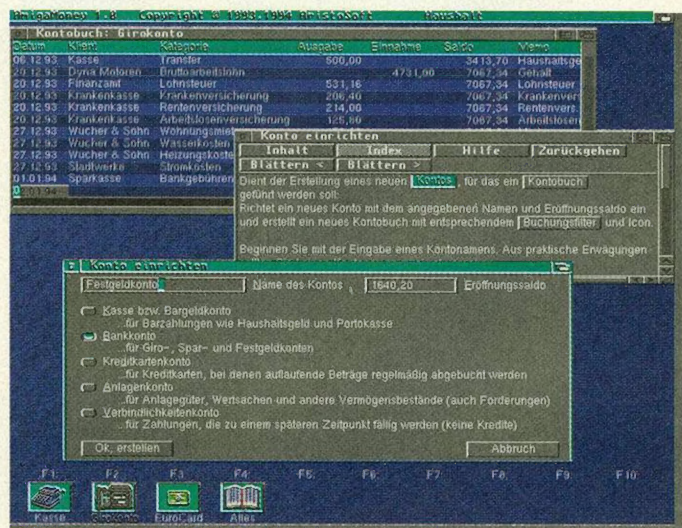 AmigaMoney 1.0 Copyright © 1993,1994 BristoSoft Haushalt
Kontobuch: Girokonto
Datum Klient Kategorie Ausgabe Einnahme Saldo Memo
06.12.93 Kasse Transfer 500,00 3413,70 Haushaltsge
20.12.93 Dyna Motoren Bruttoarbeitslohn 4731,00 7067,34 Gehalt
20.12.93 Finanzamt Lohnsteuer 531,16 7067,34 Lohnsteuer
20.12.93 Krankenkasse Krankenversicherung 206,40 7067,34 Krankenver
20.12.93 Krankenkasse Rentenversicherung 214,00 7067,34 Rentenvers
20.12.93 Krankenkasse Arbeitslosenversicherung 125,80 7067,34 Arbeitslosen
27.12.93 Wucher & Sohn Wohnungsmie
27.12.93 Wucher & Sohn Wasserkosten
27.12.93 Wucher & Sohn Heizungskoste
27.12.93 Stadtwerke Stromkosten
01.01.94 Sparkasse Bankgebühren
01.01.94
Konto einrichten
Inhalt Index Hilfe Zurückgehen
Blättern < Blättern >
Dient der Erstellung eines neuen Kontos, für das ein Kontobuch
geführt werden soll.
Richtet ein neues Konto mit dem angegebenen Namen und Eröffnungssaldo ein
und erstellt ein neues Kontobuch mit entsprechendem Buchungsfilter und Icon.
Beginnen Sie mit der Eingabe eines Kontonamens. Aus praktische Erwägungen
Konto einrichten
Festgeldkonto Name des Kontos 1640,20 Eröffnungssaldo
Kasse bzw. Bargeldkonto
...für Barzahlungen wie Haushaltsgeld und Portokasse
Bankkonto
...für Giro-, Spar- und Festgeldkonten
Kreditkartenkonto
...für Kreditkarten, bei denen auflaufende Beträge regelmäßig abgebucht werden
Anlagenkonto
...für Anlagegüter, Wertsachen und andere Vermögensbestände (auch Forderungen)
Verbindlichkeitenkonto
...für Zahlungen, die zu einem späteren Zeitpunkt fällig werden (keine Kredite)
Ok, erstellen Abbruch
F1: F2: F3: F4: F5: F6: F7: F8: F9: F10:
Kasse Girokonto EuroCard Alles